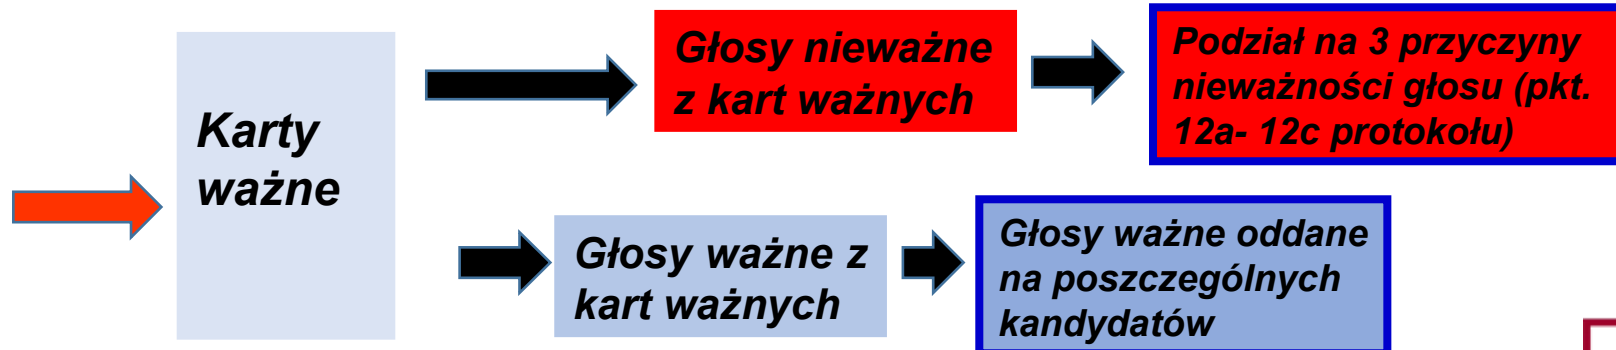 Karty
ważne
Głosy nieważne
z kart ważnych
Podział na 3 przyczyny
nieważności głosu (pkt.
12a- 12c protokołu)
Głosy ważne z
kart ważnych
Głosy ważne oddane
na poszczególnych
kandydatów